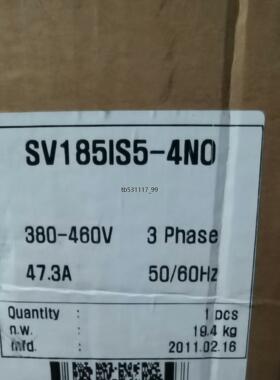 SV185IS5-4NO
tb531117_99
380-460V 3 Phase
47.3A 50/60Hz
Quantity : 1 pcs
n.w. : 19.4 kg
mfd. : 2011.02.16